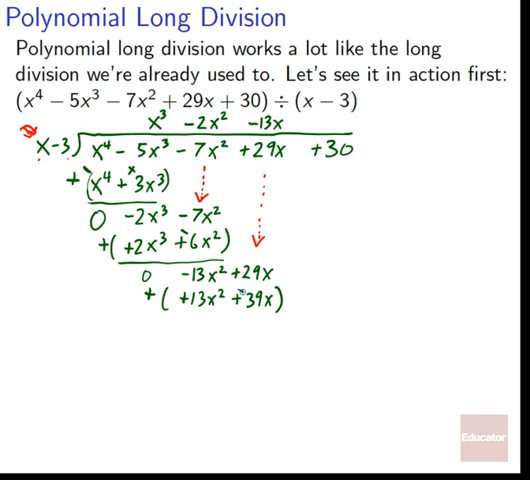 Polynomial Long Division
Polynomial long division works a lot like the long
division we're already used to. Let's see it in action first:
(x⁴ − 5x³ − 7x² + 29x + 30) ÷ (x − 3)
x³ -2x² -13x
x-3) x⁴ - 5x³ - 7x² +29x +30
+(x⁴ + 3x³)
0 -2x³ -7x²
+( +2x³ -6x²)
0 -13x² +29x
+( +13x² +39x)
Educator